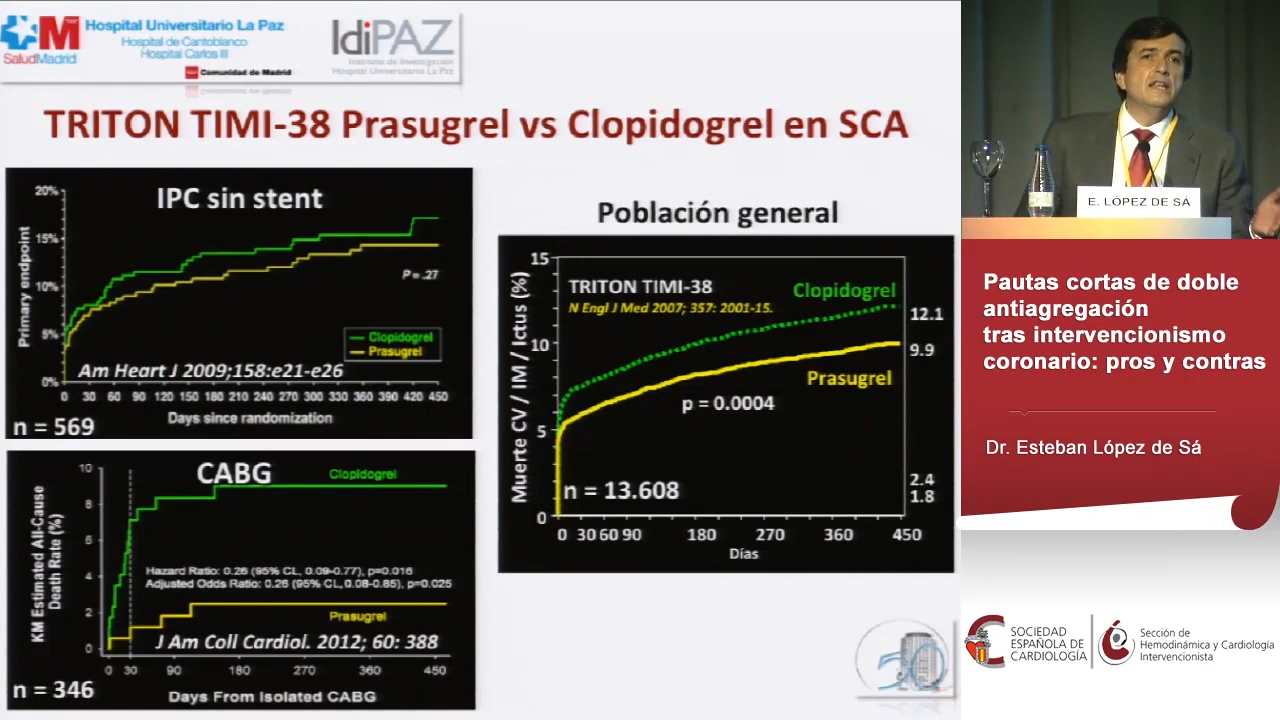 SaludMadrid
Hospital Universitario La Paz
Hospital de Cantoblanco
Hospital Carlos III
Comunidad de Madrid
IdiPAZ
Instituto de Investigación
Hospital Universitario La Paz
TRITON TIMI-38 Prasugrel vs Clopidogrel en SCA
IPC sin stent
Primary endpoint
20%
15%
10%
5%
0%
P = .27
Clopidogrel
Prasugrel
Am Heart J 2009;158:e21-e26
0 30 60 90 120 150 180 210 240 270 300 330 360 390 420 450
Days since randomization
n = 569
CABG
KM Estimated All-Cause
Death Rate (%)
10
8
6
4
2
0
Clopidogrel
Hazard Ratio: 0.26 (95% CL, 0.09-0.77), p=0.016
Adjusted Odds Ratio: 0.26 (95% CL, 0.08-0.85), p=0.025
Prasugrel
J Am Coll Cardiol. 2012; 60: 388
0 30 90 180 270 360 450
Days From Isolated CABG
n = 346
Población general
Muerte CV / IM / Ictus (%)
15
10
5
0
TRITON TIMI-38
N Engl J Med 2007; 357: 2001-15.
Clopidogrel
12.1
9.9
Prasugrel
p = 0.0004
2.4
1.8
n = 13.608
0 30 60 90 180 270 360 450
Días
E. LÓPEZ DE SÁ
Pautas cortas de doble
antiagregación
tras intervencionismo
coronario: pros y contras
Dr. Esteban López de Sá
SOCIEDAD
ESPAÑOLA DE
CARDIOLOGÍA
Sección de
Hemodinámica y Cardiología
Intervencionista